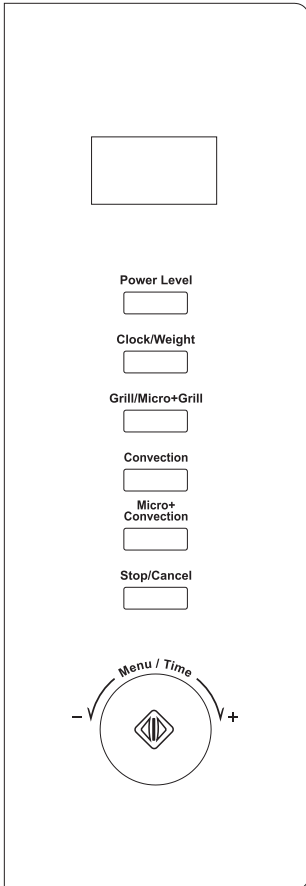 Power Level
Clock/Weight
Grill/Micro+Grill
Convection
Micro+
Convection
Stop/Cancel
Menu / Time
- +